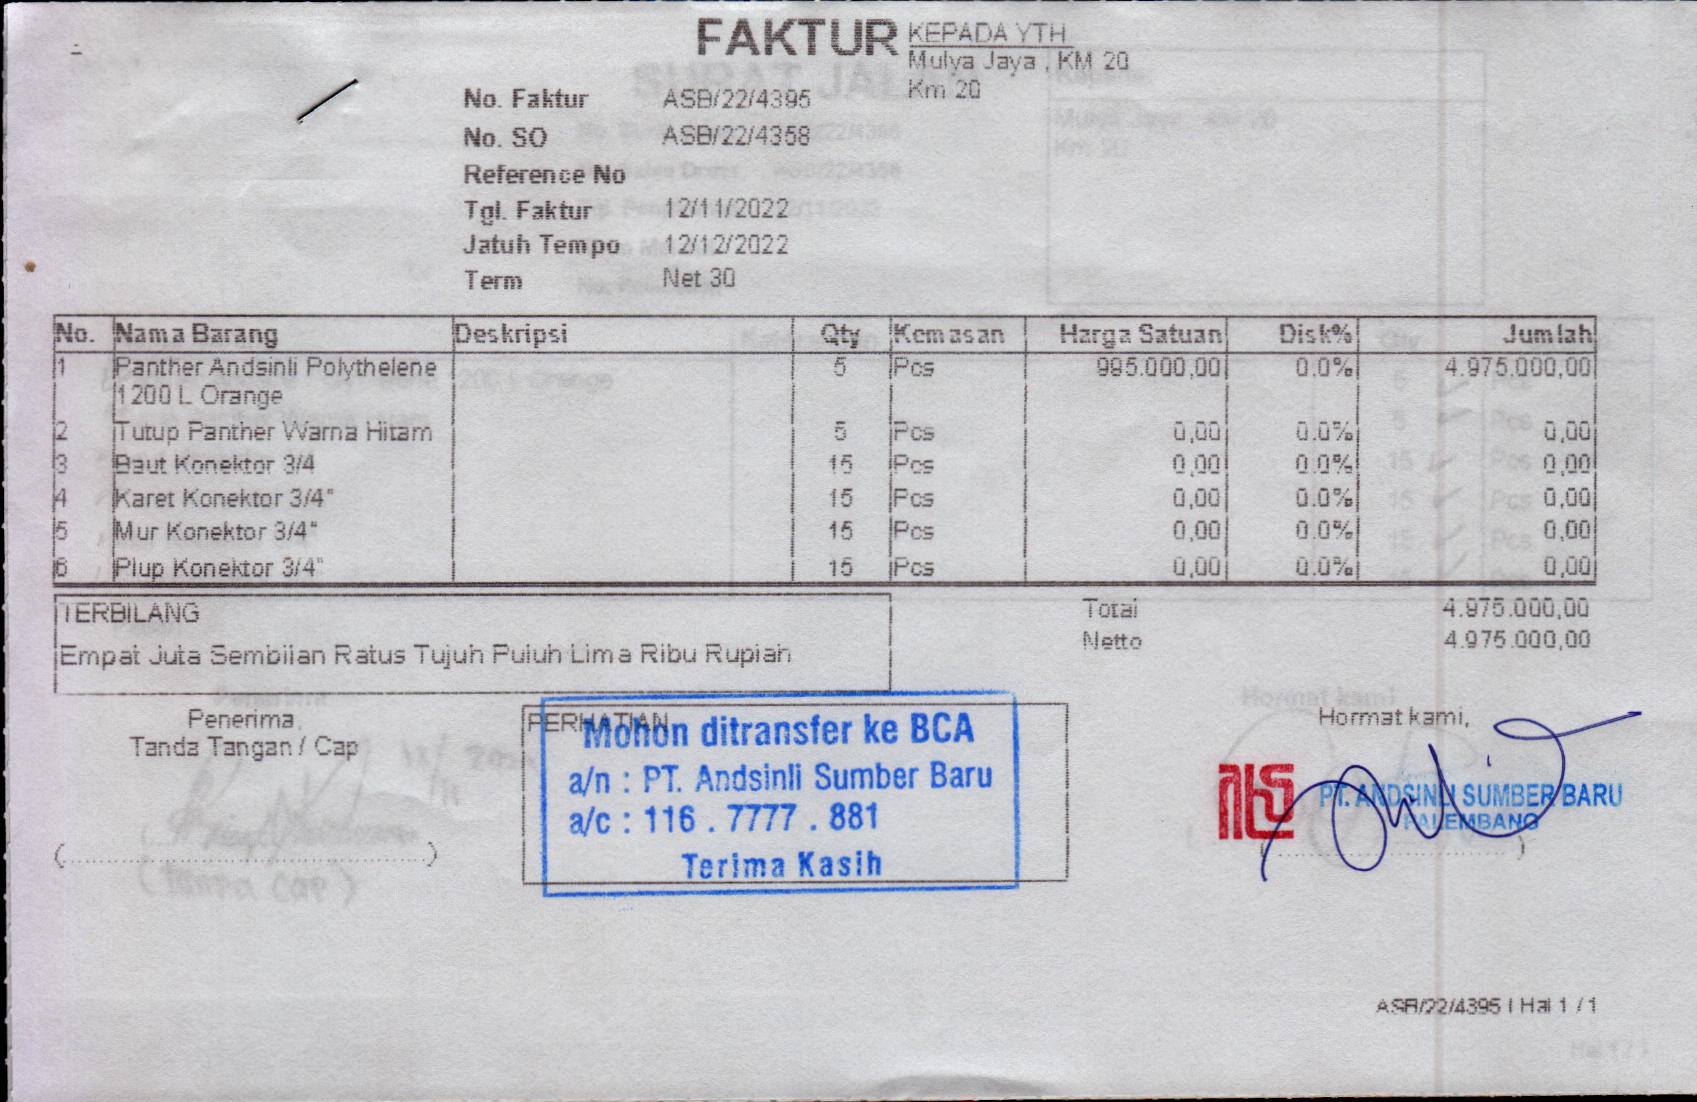 FAKTUR
KEPADA YTH
Mulya Jaya , KM 20
Km 20
No. Faktur ASB/22/4395
No. SO ASB/22/4358
Reference No
Tgl. Faktur 12/11/2022
Jatuh Tempo 12/12/2022
Term Net 30
No. Nama Barang Deskripsi Qty Kemasan Harga Satuan Disk% Jumlah
1 Panther Andsinli Polythelene 5 Pcs 995.000,00 0.0% 4.975.000,00
1200 L Orange
2 Tutup Panther Warna Hitam 5 Pcs 0,00 0.0% 0,00
3 Baut Konektor 3/4 15 Pcs 0,00 0.0% 0,00
4 Karet Konektor 3/4" 15 Pcs 0,00 0.0% 0,00
5 Mur Konektor 3/4" 15 Pcs 0,00 0.0% 0,00
6 Plup Konektor 3/4" 15 Pcs 0,00 0.0% 0,00
TERBILANG
Empat Juta Sembilan Ratus Tujuh Puluh Lima Ribu Rupiah
Total 4.975.000,00
Netto 4.975.000,00
Penerima,
Tanda Tangan / Cap
(tanpa cap)
PERHATIAN
Mohon ditransfer ke BCA
a/n : PT. Andsinli Sumber Baru
a/c : 116 . 7777 . 881
Terima Kasih
Hormat kami,
PT. ANDSINLI SUMBER BARU
PALEMBANG
ASB/22/4395 | Hal 1 / 1